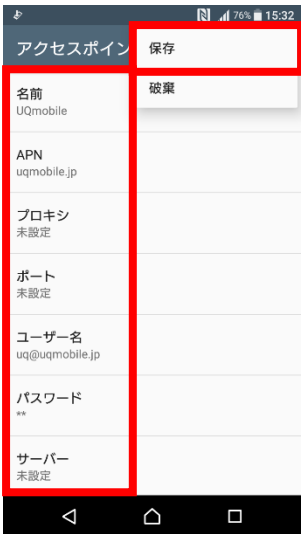 76% 15:32
アクセスポイン
保存
破棄
名前
UQmobile
APN
uqmobile.jp
プロキシ
未設定
ポート
未設定
ユーザー名
uq@uqmobile.jp
パスワード
**
サーバー
未設定